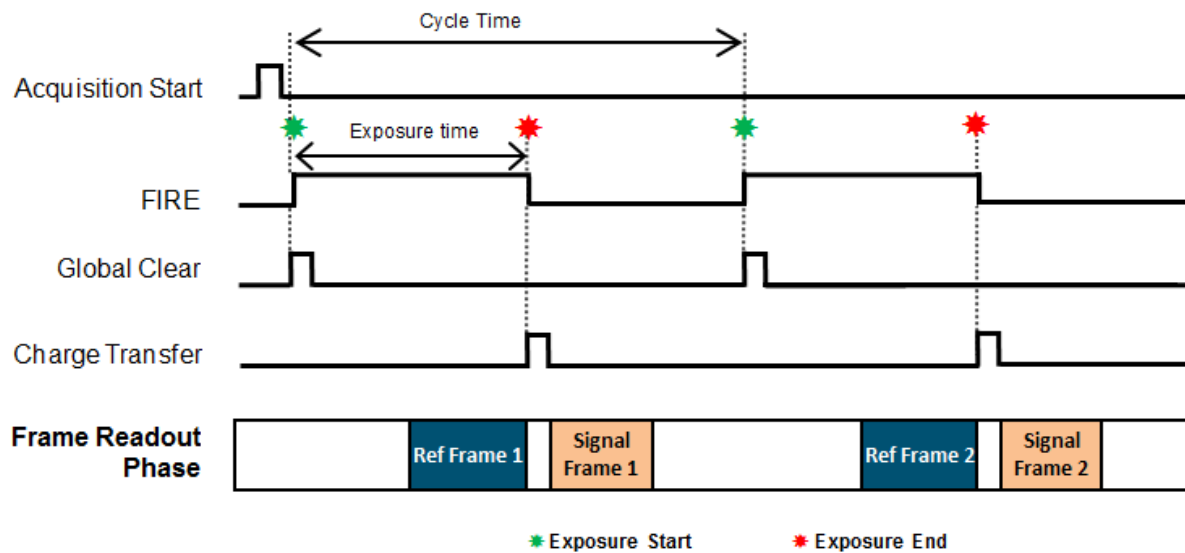 Cycle Time
Acquisition Start
Exposure time
FIRE
Global Clear
Charge Transfer
Frame Readout
Phase
Ref Frame 1
Signal
Frame 1
Ref Frame 2
Signal
Frame 2
Exposure Start
Exposure End